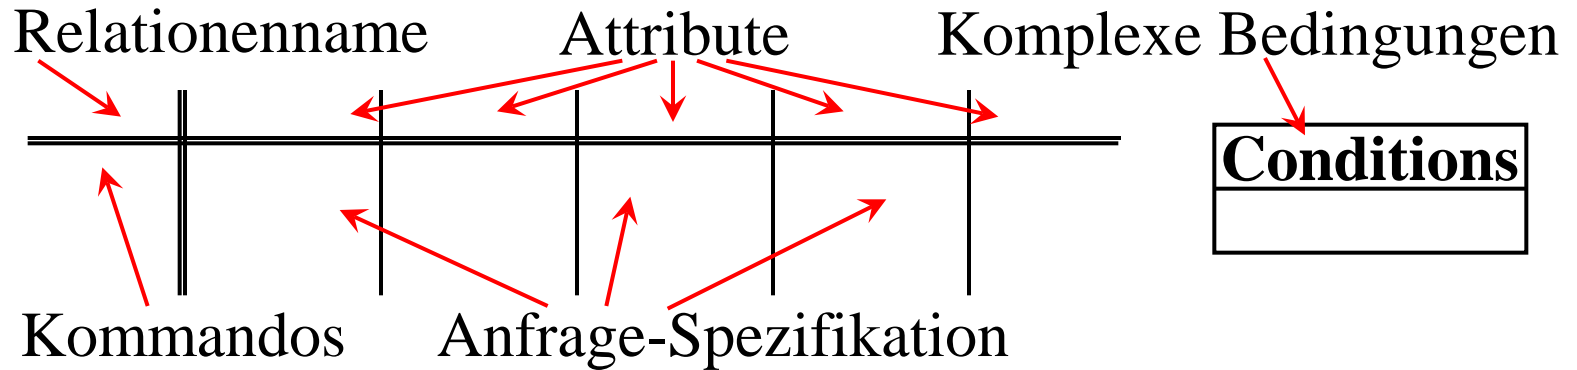 Relationenname
Attribute
Komplexe Bedingungen
Conditions
Kommandos
Anfrage-Spezifikation